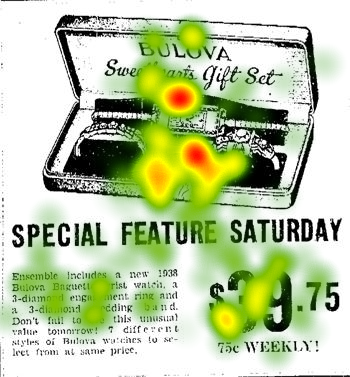 BULOVA
Sweethearts Gift Set
SPECIAL FEATURE SATURDAY
Ensemble includes a new 1938
Bulova Baguette wrist watch, a
3-diamond engagement ring and
a 3-diamond wedding band.
Don't fail to this unusual
value tomorrow! 7 different
styles of Bulova watches to se-
lect from at same price.
$39.75
75c WEEKLY!